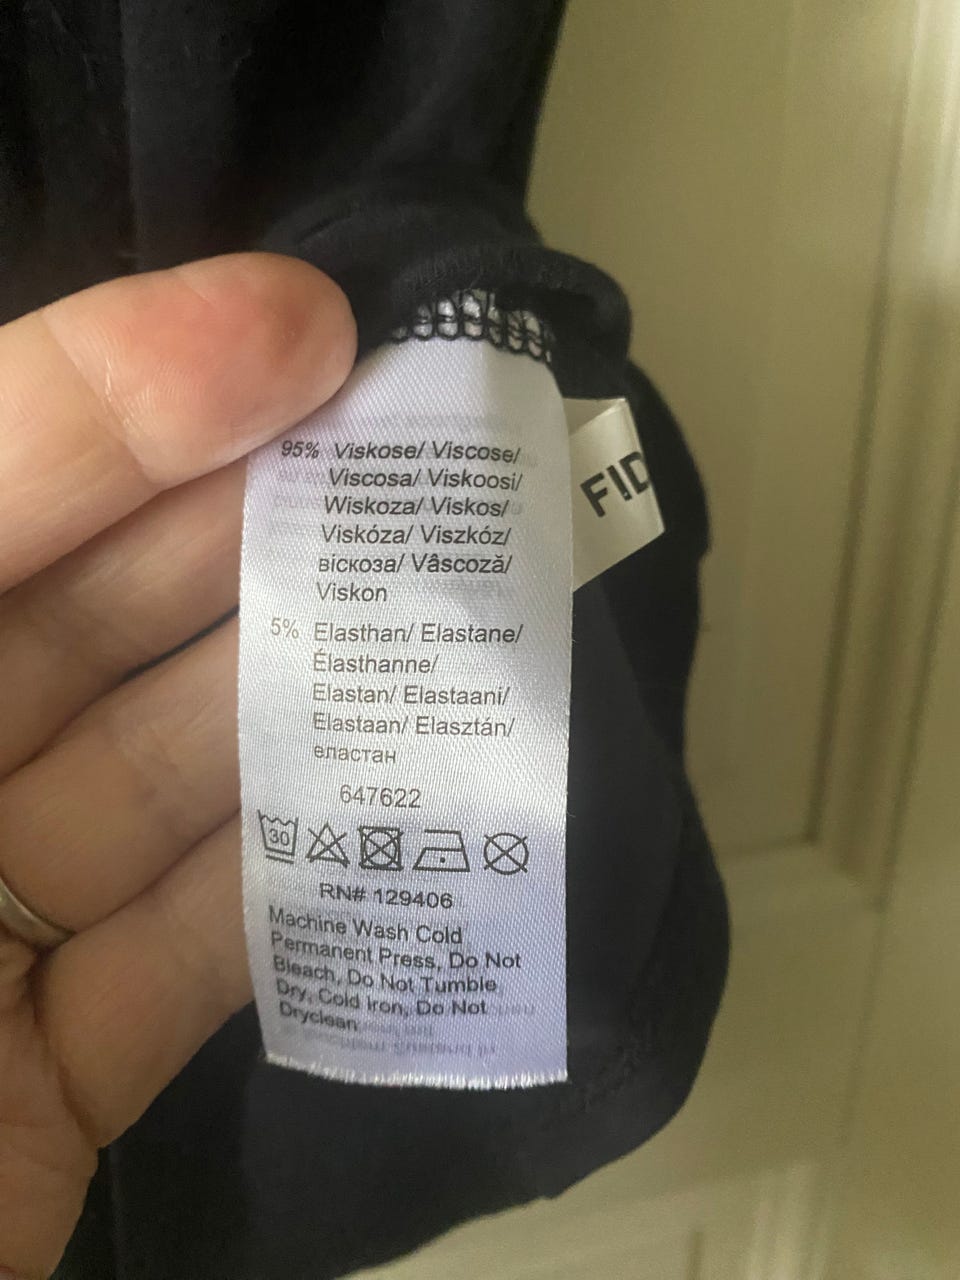 95% Viskose/ Viscose/
Viscosa/ Viskoosi/
Wiskoza/ Viskos/
Viskóza/ Viszkóz/
віскоза/ Vâscoză/
Viskon
5% Elasthan/ Elastane/
Élasthanne/
Elastan/ Elastaani/
Elastaan/ Elasztán/
еластан
647622
30
RN# 129406
Machine Wash Cold
Permanent Press, Do Not
Bleach, Do Not Tumble
Dry, Cold Iron, Do Not
Dryclean
FID